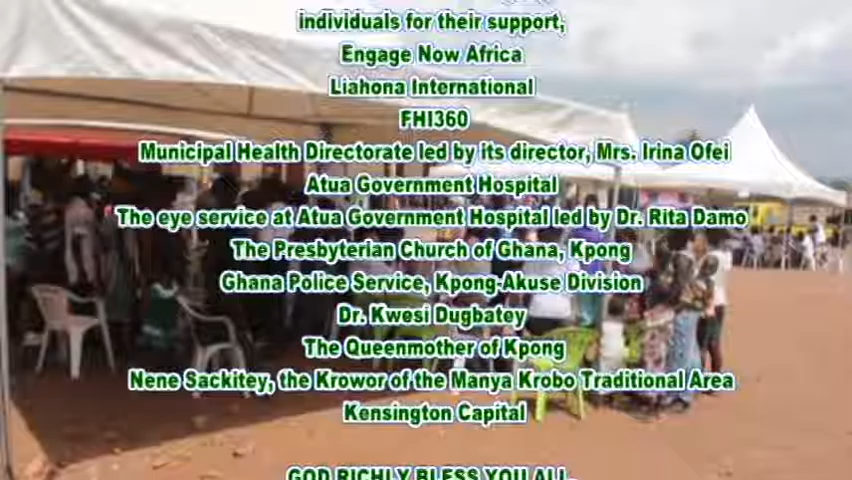 individuals for their support,
Engage Now Africa
Liahona International
FHI360
Municipal Health Directorate led by its director, Mrs. Irina Ofei
Atua Government Hospital
The eye service at Atua Government Hospital led by Dr. Rita Damo
The Presbyterian Church of Ghana, Kpong
Ghana Police Service, Kpong-Akuse Division
Dr. Kwesi Dugbatey
The Queenmother of Kpong
Nene Sackitey, the Krowor of the Manya Krobo Traditional Area
Kensington Capital
GOD RICHLY BLESS YOU ALL.